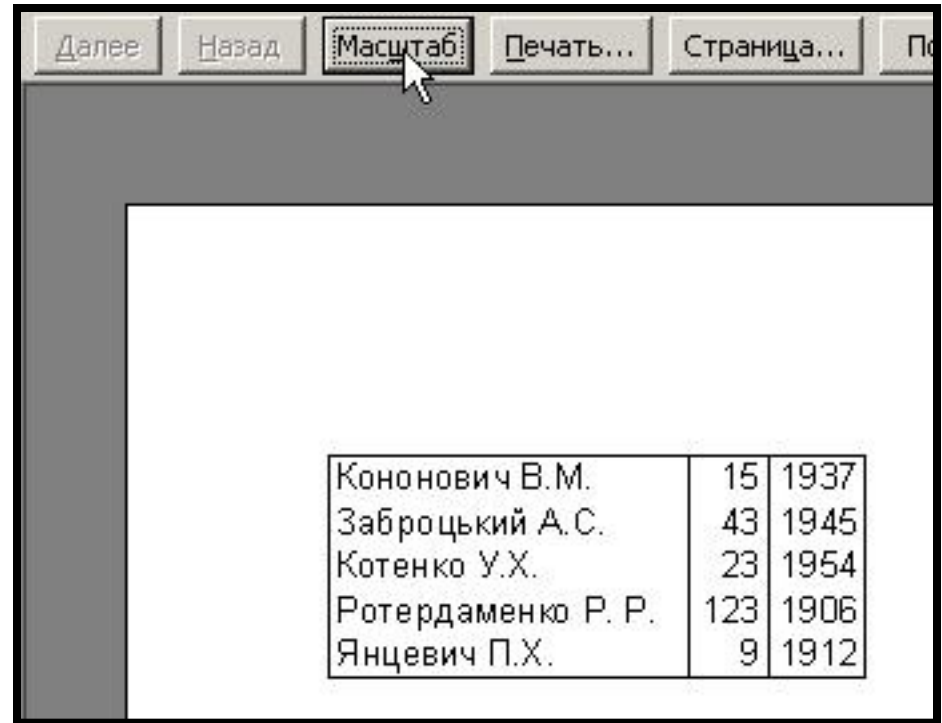 Далее Назад Масштаб Печать... Страница...
Кононович В.М. 15 1937
Заброцький А.С. 43 1945
Котенко У.Х. 23 1954
Ротердаменко Р. Р. 123 1906
Янцевич П.Х. 9 1912